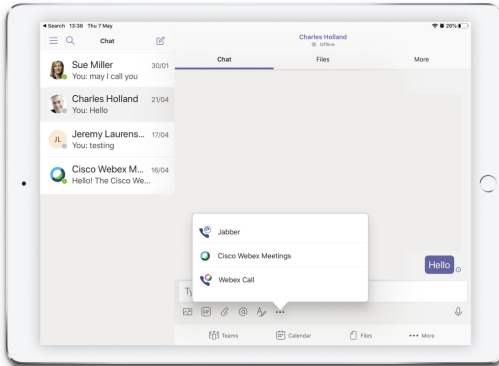 Search 13:38 Thu 7 May
26%
Chat
Charles Holland
Offline
Chat Files More
Sue Miller 30/01
You: may I call you
Charles Holland 21/04
You: Hello
JL
Jeremy Laurens... 17/04
You: testing
Cisco Webex M... 16/04
Hello! The Cisco We...
Jabber
Cisco Webex Meetings
Webex Call
Hello
Ty
GIF
Teams Calendar Files More